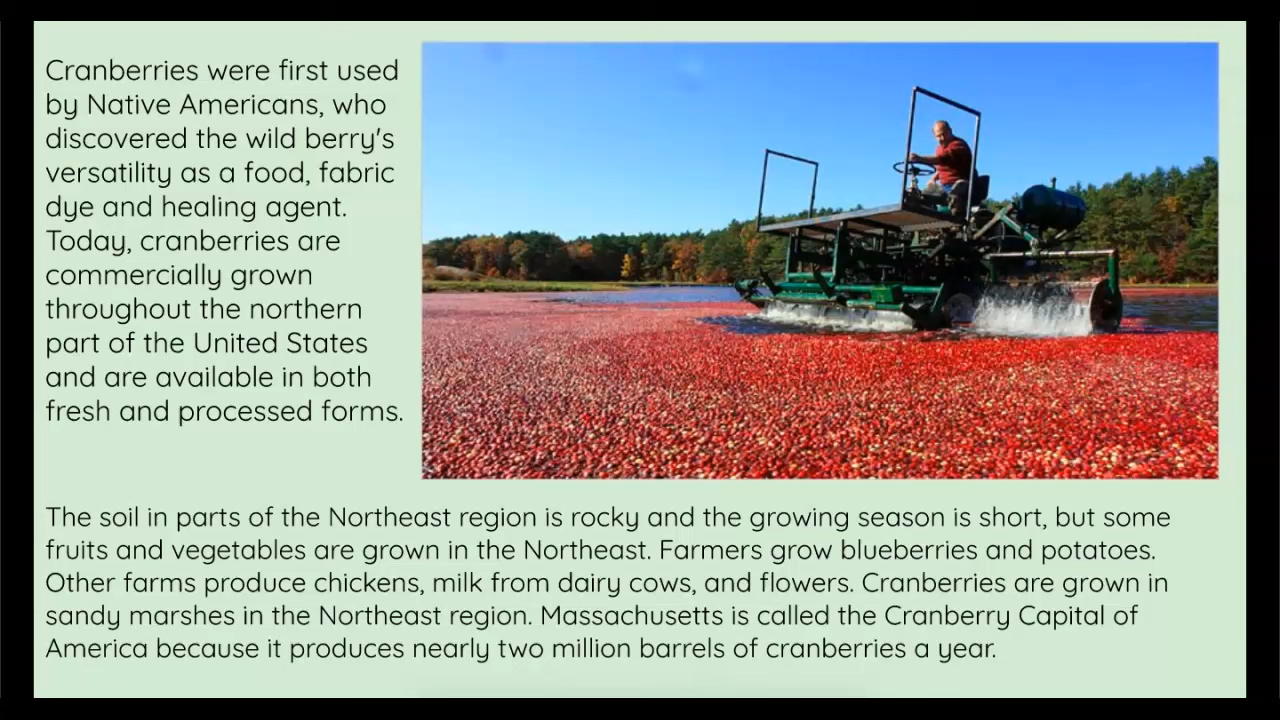 Cranberries were first used
by Native Americans, who
discovered the wild berry's
versatility as a food, fabric
dye and healing agent.
Today, cranberries are
commercially grown
throughout the northern
part of the United States
and are available in both
fresh and processed forms.
The soil in parts of the Northeast region is rocky and the growing season is short, but some
fruits and vegetables are grown in the Northeast. Farmers grow blueberries and potatoes.
Other farms produce chickens, milk from dairy cows, and flowers. Cranberries are grown in
sandy marshes in the Northeast region. Massachusetts is called the Cranberry Capital of
America because it produces nearly two million barrels of cranberries a year.